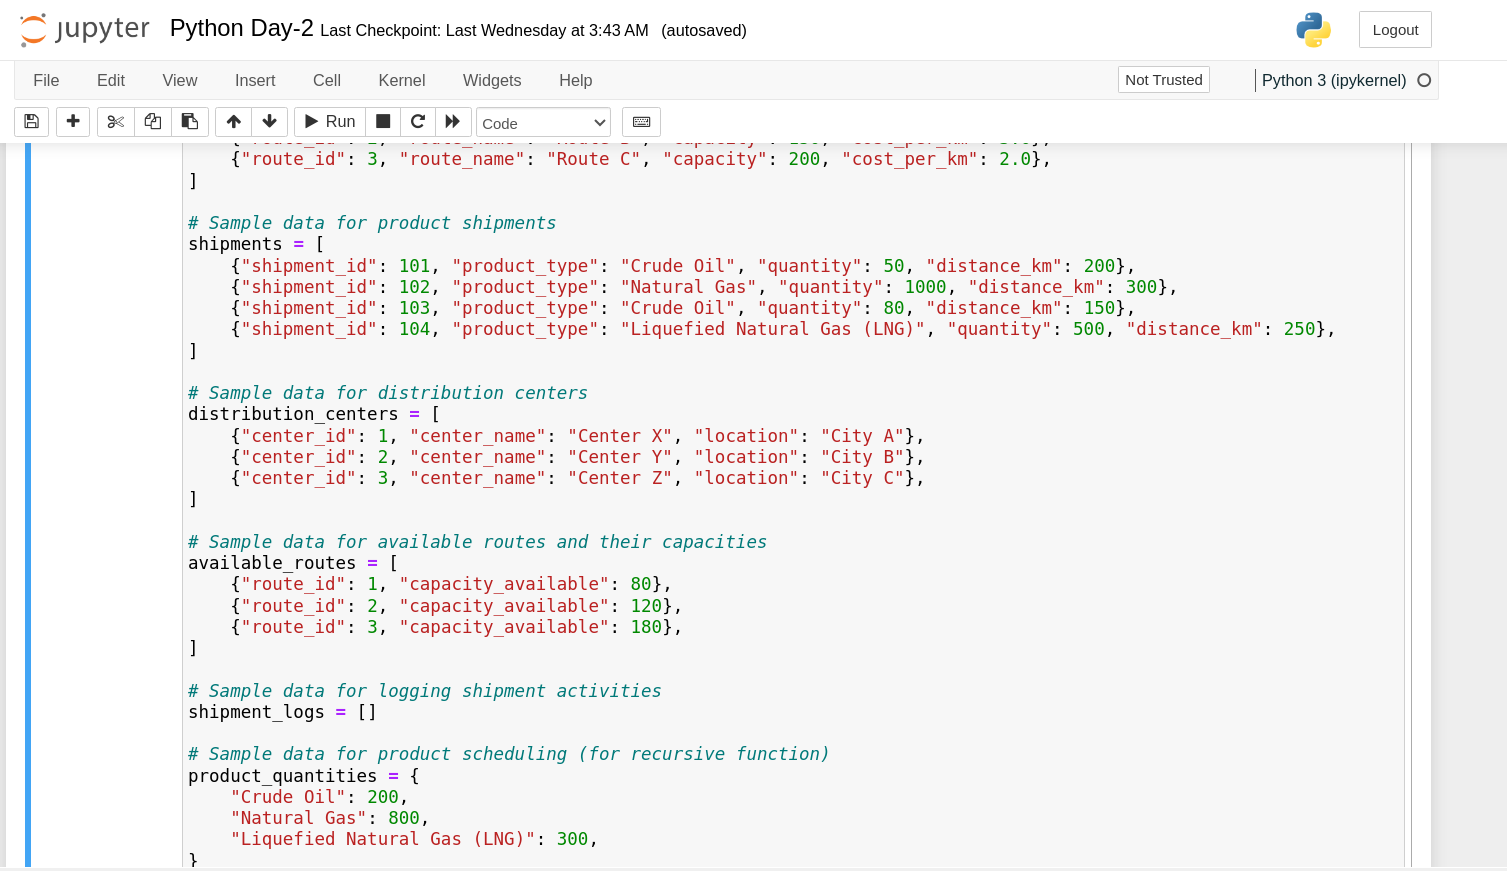 jupyter Python Day-2 Last Checkpoint: Last Wednesday at 3:43 AM (autosaved) Logout
File Edit View Insert Cell Kernel Widgets Help Not Trusted Python 3 (ipykernel)
Run Code
    {"route_id": 3, "route_name": "Route C", "capacity": 200, "cost_per_km": 2.0},
]

# Sample data for product shipments
shipments = [
    {"shipment_id": 101, "product_type": "Crude Oil", "quantity": 50, "distance_km": 200},
    {"shipment_id": 102, "product_type": "Natural Gas", "quantity": 1000, "distance_km": 300},
    {"shipment_id": 103, "product_type": "Crude Oil", "quantity": 80, "distance_km": 150},
    {"shipment_id": 104, "product_type": "Liquefied Natural Gas (LNG)", "quantity": 500, "distance_km": 250},
]

# Sample data for distribution centers
distribution_centers = [
    {"center_id": 1, "center_name": "Center X", "location": "City A"},
    {"center_id": 2, "center_name": "Center Y", "location": "City B"},
    {"center_id": 3, "center_name": "Center Z", "location": "City C"},
]

# Sample data for available routes and their capacities
available_routes = [
    {"route_id": 1, "capacity_available": 80},
    {"route_id": 2, "capacity_available": 120},
    {"route_id": 3, "capacity_available": 180},
]

# Sample data for logging shipment activities
shipment_logs = []

# Sample data for product scheduling (for recursive function)
product_quantities = {
    "Crude Oil": 200,
    "Natural Gas": 800,
    "Liquefied Natural Gas (LNG)": 300,
}